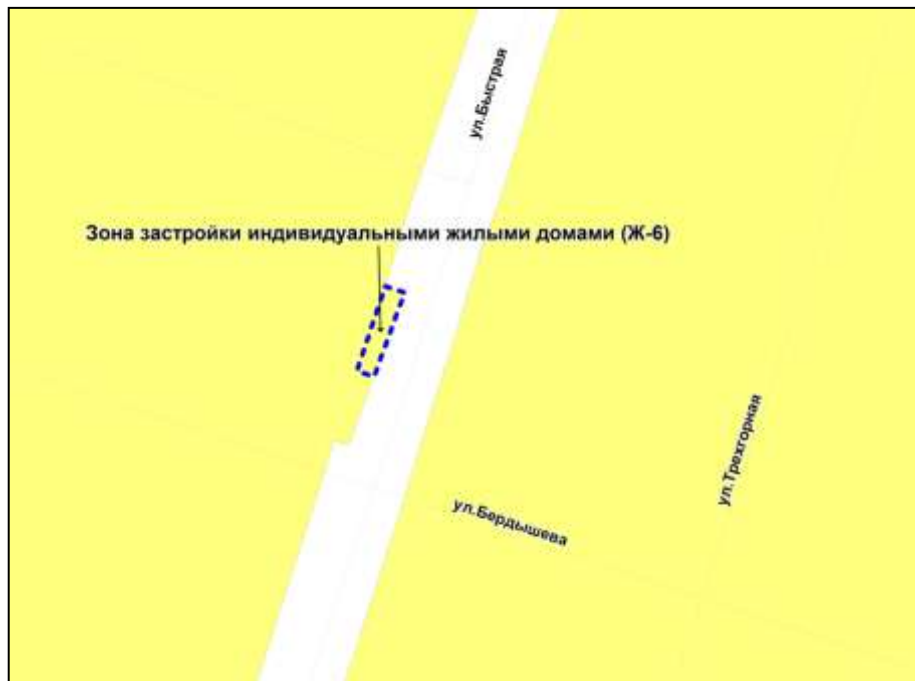 ул.Быстрая
Зона застройки индивидуальными жилыми домами (Ж-6)
ул.Трехгорная
ул.Бердышева